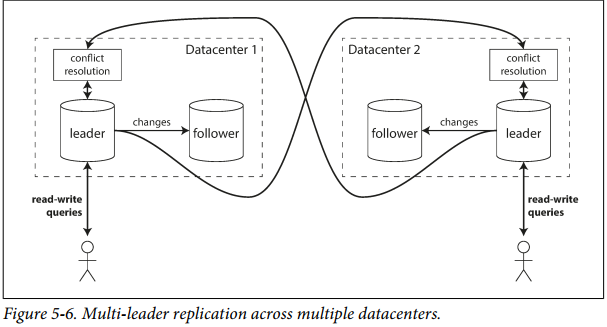 Datacenter 1
conflict
resolution
leader
changes
follower
read-write
queries
Datacenter 2
conflict
resolution
follower
changes
leader
read-write
queries
Figure 5-6. Multi-leader replication across multiple datacenters.